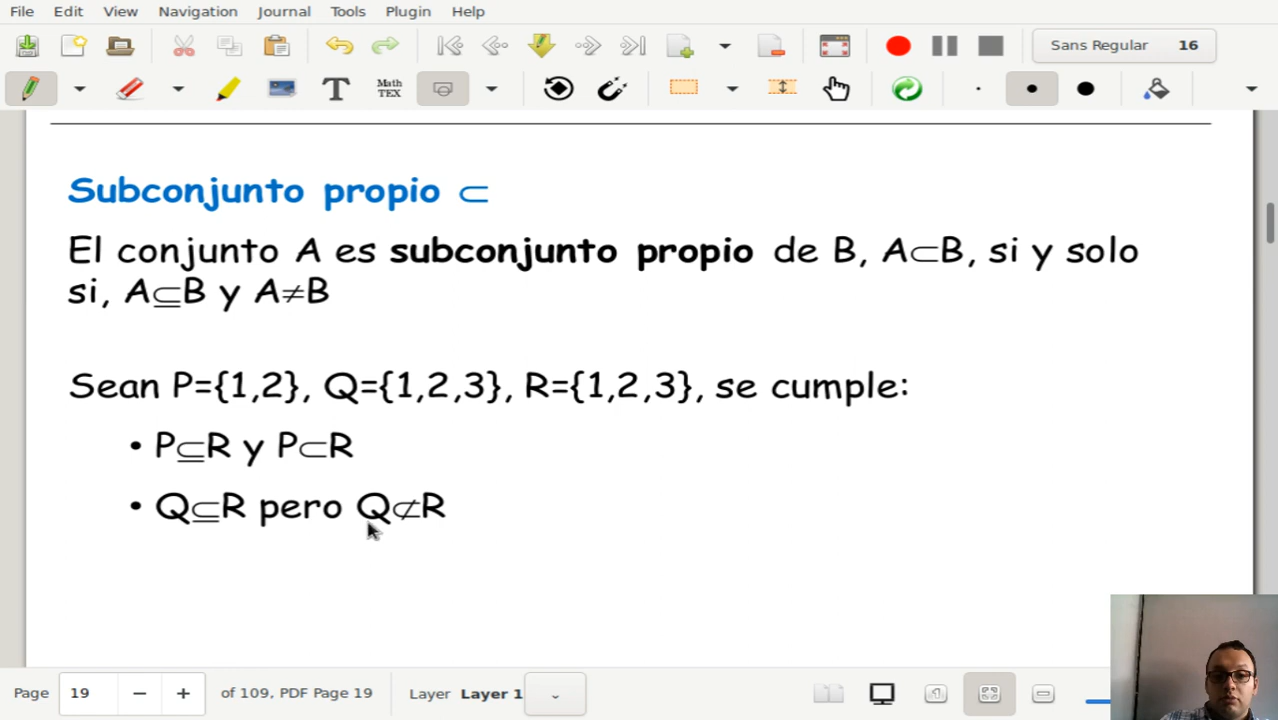 File Edit View Navigation Journal Tools Plugin Help
Sans Regular 16
T Math TEX
Subconjunto propio ⊂
El conjunto A es subconjunto propio de B, A⊂B, si y solo
si, A⊆B y A≠B
Sean P={1,2}, Q={1,2,3}, R={1,2,3}, se cumple:
• P⊆R y P⊂R
• Q⊆R pero Q⊄R
Page 19 − + of 109, PDF Page 19 Layer Layer 1